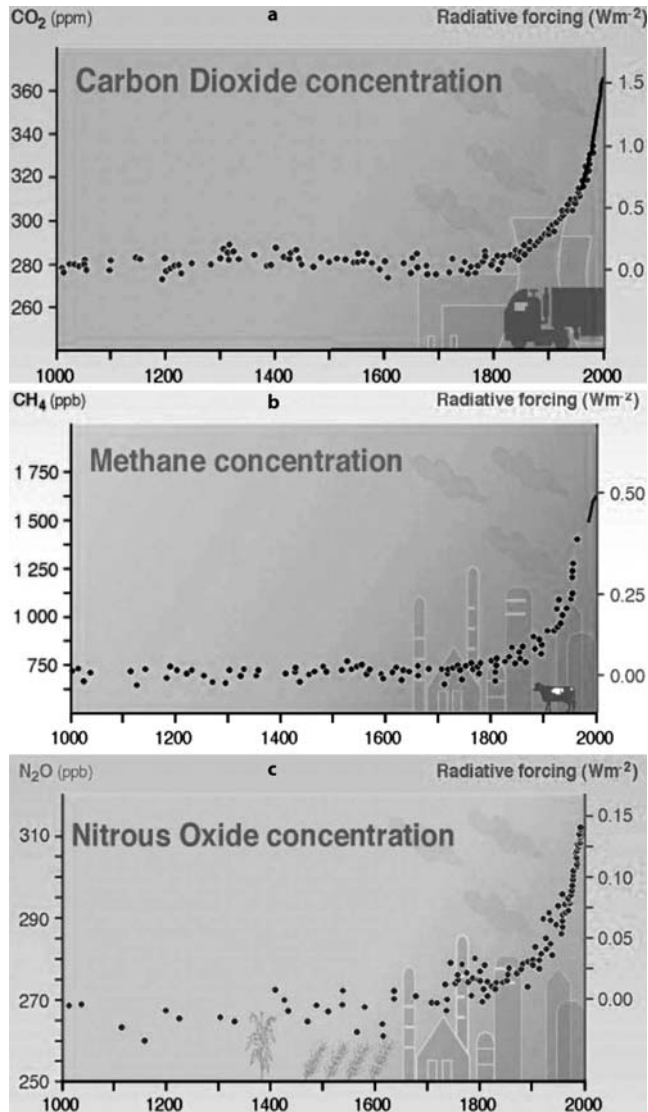 CO2 (ppm) a Radiative forcing (Wm-2)
Carbon Dioxide concentration
360
340
320
300
280
260
1.5
1.0
0.5
0.0
1000 1200 1400 1600 1800 2000
CH4 (ppb) b Radiative forcing (Wm-2)
Methane concentration
1 750
1 500
1 250
1 000
750
0.50
0.25
0.00
1000 1200 1400 1600 1800 2000
N2O (ppb) c Radiative forcing (Wm-2)
Nitrous Oxide concentration
310
290
270
250
0.15
0.10
0.05
0.00
1000 1200 1400 1600 1800 2000